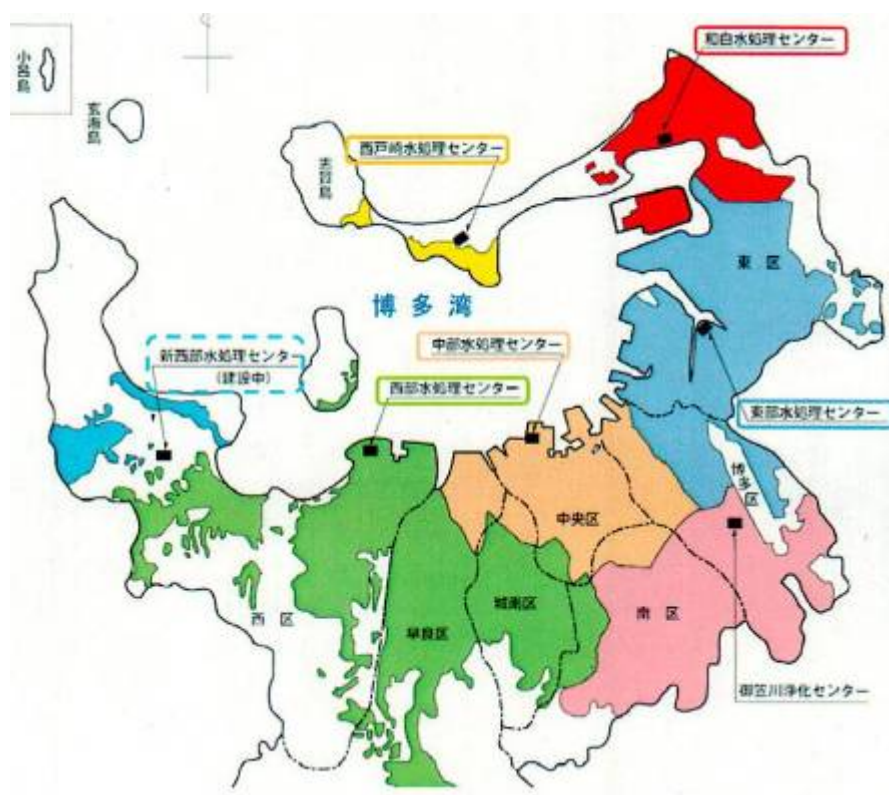 和白水処理センター
小呂島
玄海島
西戸崎水処理センター
志賀島
東区
博多湾
中部水処理センター
新西部水処理センター
(建設中)
西部水処理センター
東部水処理センター
博多区
中央区
城南区
西区
早良区
南区
御笠川浄化センター